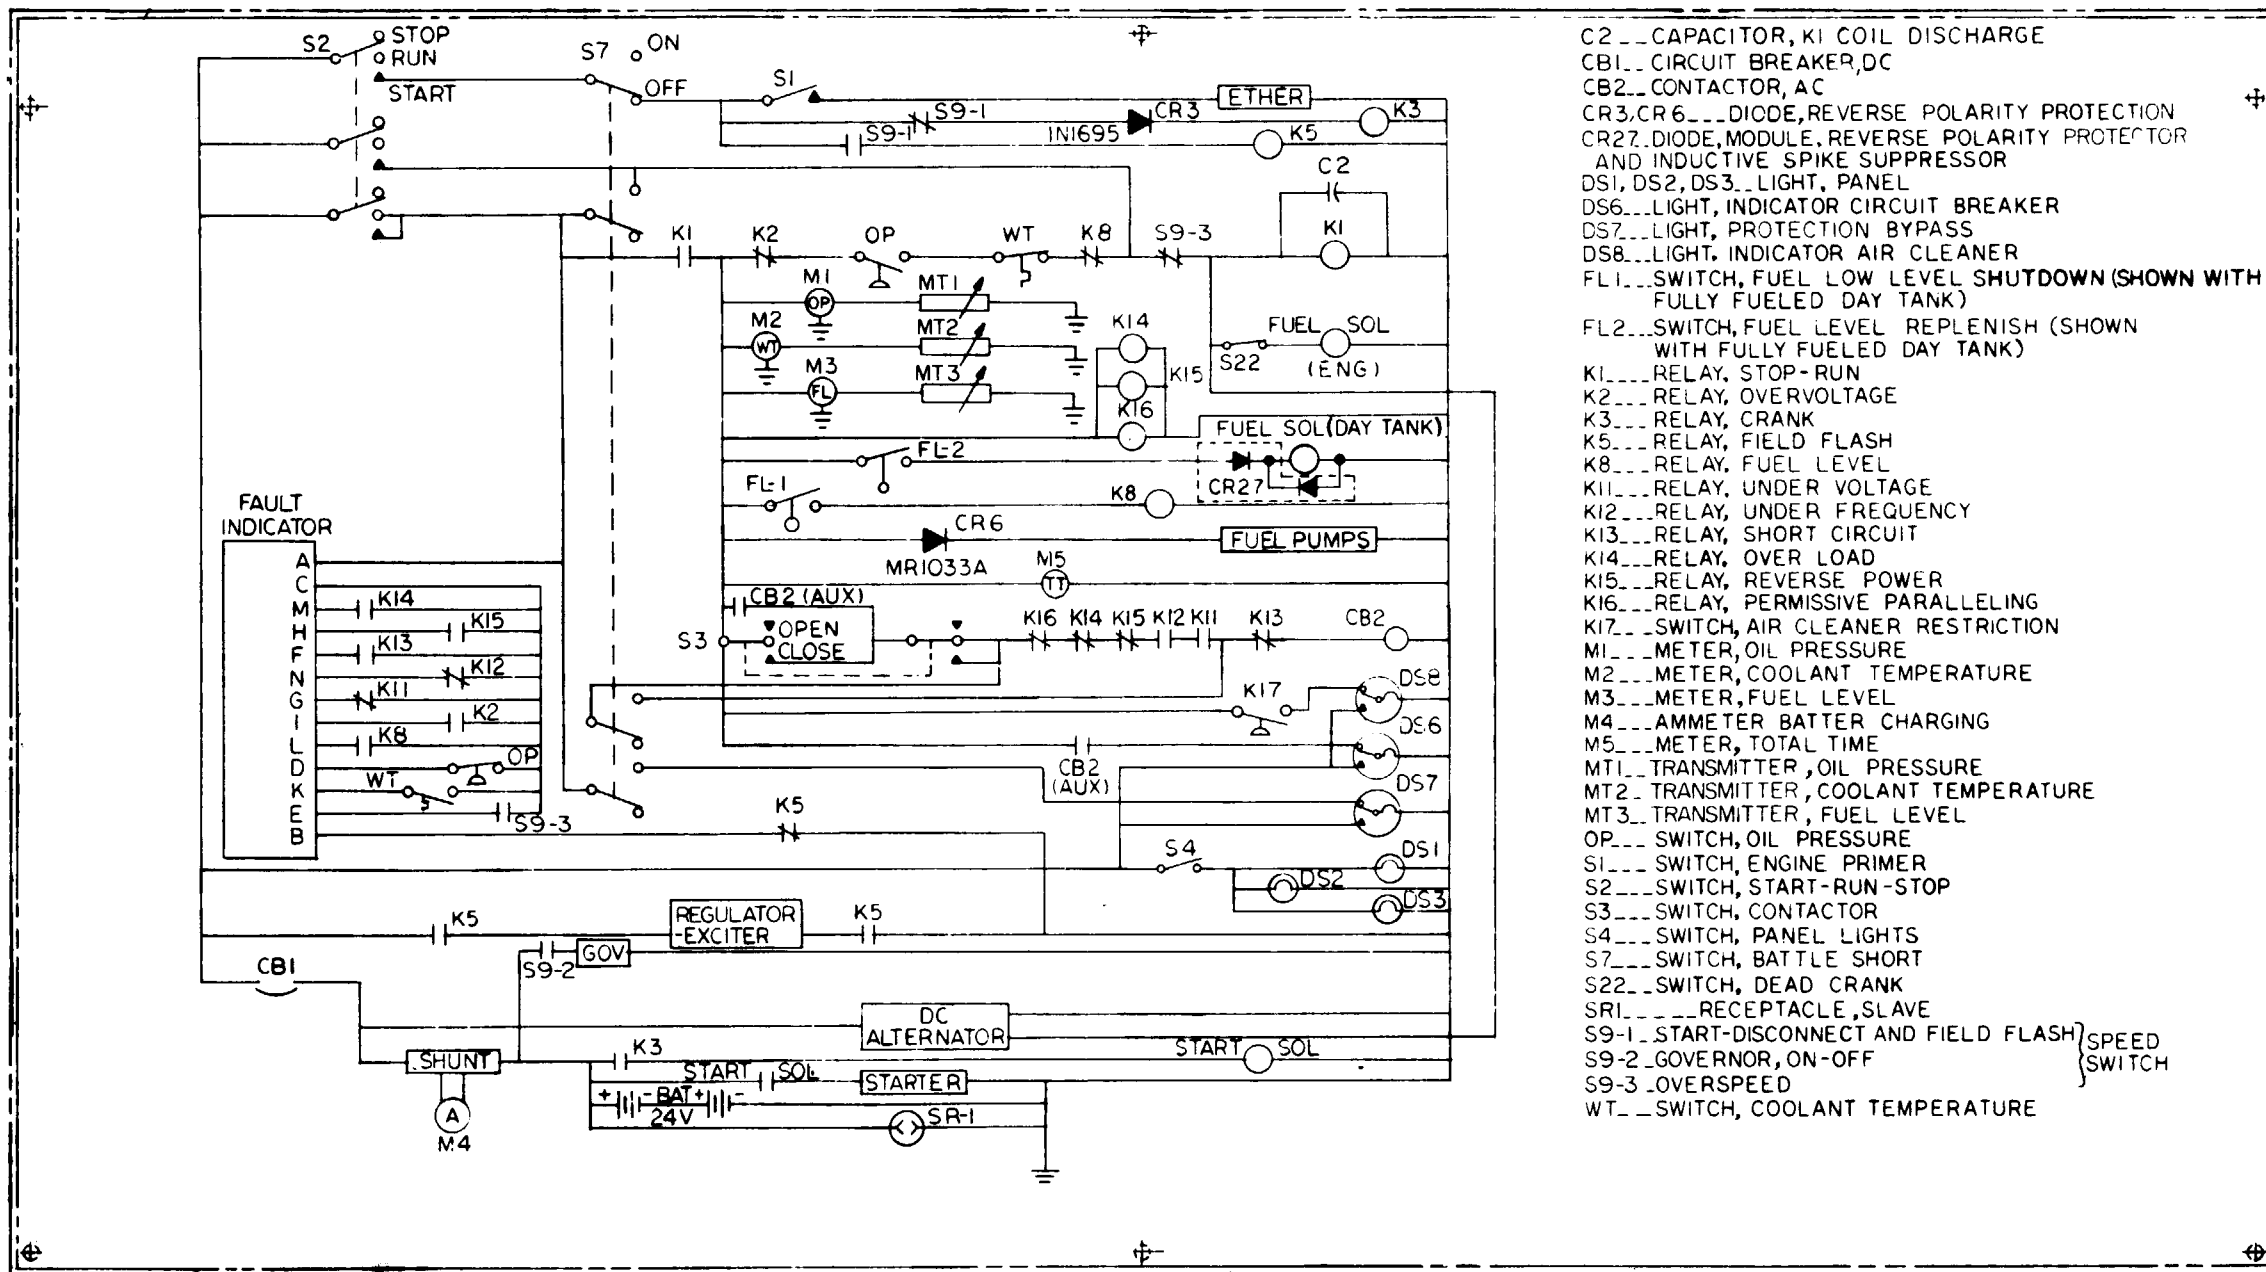 S2
STOP
RUN
START
S7
ON
OFF
S1
ETHER
S9-1
CR3
K3
S9-1
IN1695
K5
C2
K1
K2
OP
WT
K8
S9-3
K1
M1
OP
MT1
M2
WT
MT2
K14
FUEL SOL
S22
(ENG)
M3
FL
MT3
K15
K16
FUEL SOL(DAY TANK)
FL-2
CR27
FL-1
K8
CR6
FUEL PUMPS
MR1033A
M5
TT
CB2 (AUX)
S3
OPEN
CLOSE
K16 K14 K15 K12 K11 K13
CB2
K17
DS8
DS6
CB2
(AUX)
DS7
FAULT
INDICATOR
A
C
M K14
H K15
F K13
N K12
G K11
I K2
L K8
D OP
K WT
E S9-3
B
K5
S4
DS1
DS2
DS3
K5
REGULATOR
-EXCITER
K5
S9-2
GOV
CB1
DC
ALTERNATOR
SHUNT
K3
START SOL
START SOL
STARTER
+ - BAT + -
24V
SR-1
A
M4
C2__CAPACITOR, K1 COIL DISCHARGE
CB1__CIRCUIT BREAKER,DC
CB2__CONTACTOR, AC
CR3,CR6___DIODE,REVERSE POLARITY PROTECTION
CR27_DIODE,MODULE,REVERSE POLARITY PROTECTOR
AND INDUCTIVE SPIKE SUPPRESSOR
DS1, DS2, DS3__LIGHT, PANEL
DS6___LIGHT, INDICATOR CIRCUIT BREAKER
DS7___LIGHT, PROTECTION BYPASS
DS8___LIGHT, INDICATOR AIR CLEANER
FL1___SWITCH, FUEL LOW LEVEL SHUTDOWN (SHOWN WITH
FULLY FUELED DAY TANK)
FL2___SWITCH, FUEL LEVEL REPLENISH (SHOWN
WITH FULLY FUELED DAY TANK)
K1____RELAY, STOP-RUN
K2___RELAY, OVERVOLTAGE
K3___RELAY, CRANK
K5___RELAY, FIELD FLASH
K8___RELAY, FUEL LEVEL
K11___RELAY, UNDER VOLTAGE
K12___RELAY, UNDER FREQUENCY
K13___RELAY, SHORT CIRCUIT
K14___RELAY, OVER LOAD
K15___RELAY, REVERSE POWER
K16___RELAY, PERMISSIVE PARALLELING
K17___SWITCH, AIR CLEANER RESTRICTION
M1___METER, OIL PRESSURE
M2___METER, COOLANT TEMPERATURE
M3___METER, FUEL LEVEL
M4___AMMETER BATTER CHARGING
M5___METER, TOTAL TIME
MT1__TRANSMITTER, OIL PRESSURE
MT2_TRANSMITTER, COOLANT TEMPERATURE
MT3__TRANSMITTER, FUEL LEVEL
OP___SWITCH, OIL PRESSURE
S1___SWITCH, ENGINE PRIMER
S2___SWITCH, START-RUN-STOP
S3___SWITCH, CONTACTOR
S4___SWITCH, PANEL LIGHTS
S7___SWITCH, BATTLE SHORT
S22__SWITCH, DEAD CRANK
SR1_____RECEPTACLE, SLAVE
S9-1_START-DISCONNECT AND FIELD FLASH
S9-2_GOVERNOR, ON-OFF
S9-3_OVERSPEED
SPEED
SWITCH
WT__SWITCH, COOLANT TEMPERATURE